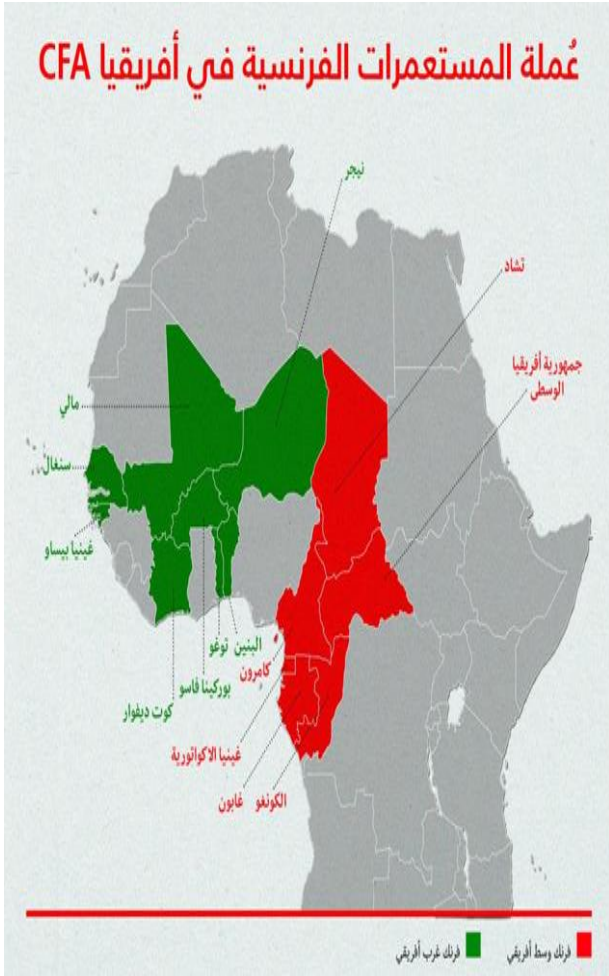 عُملة المستعمرات الفرنسية في أفريقيا CFA
نيجر
تشاد
جمهورية أفريقيا
الوسطى
مالي
سنغال
غينيا بيساو
البنين
توغو
كامرون
بوركينا فاسو
كوت ديفوار
غينيا الاكواتورية
الكونغو
غابون
فرنك وسط أفريقي
فرنك غرب أفريقي